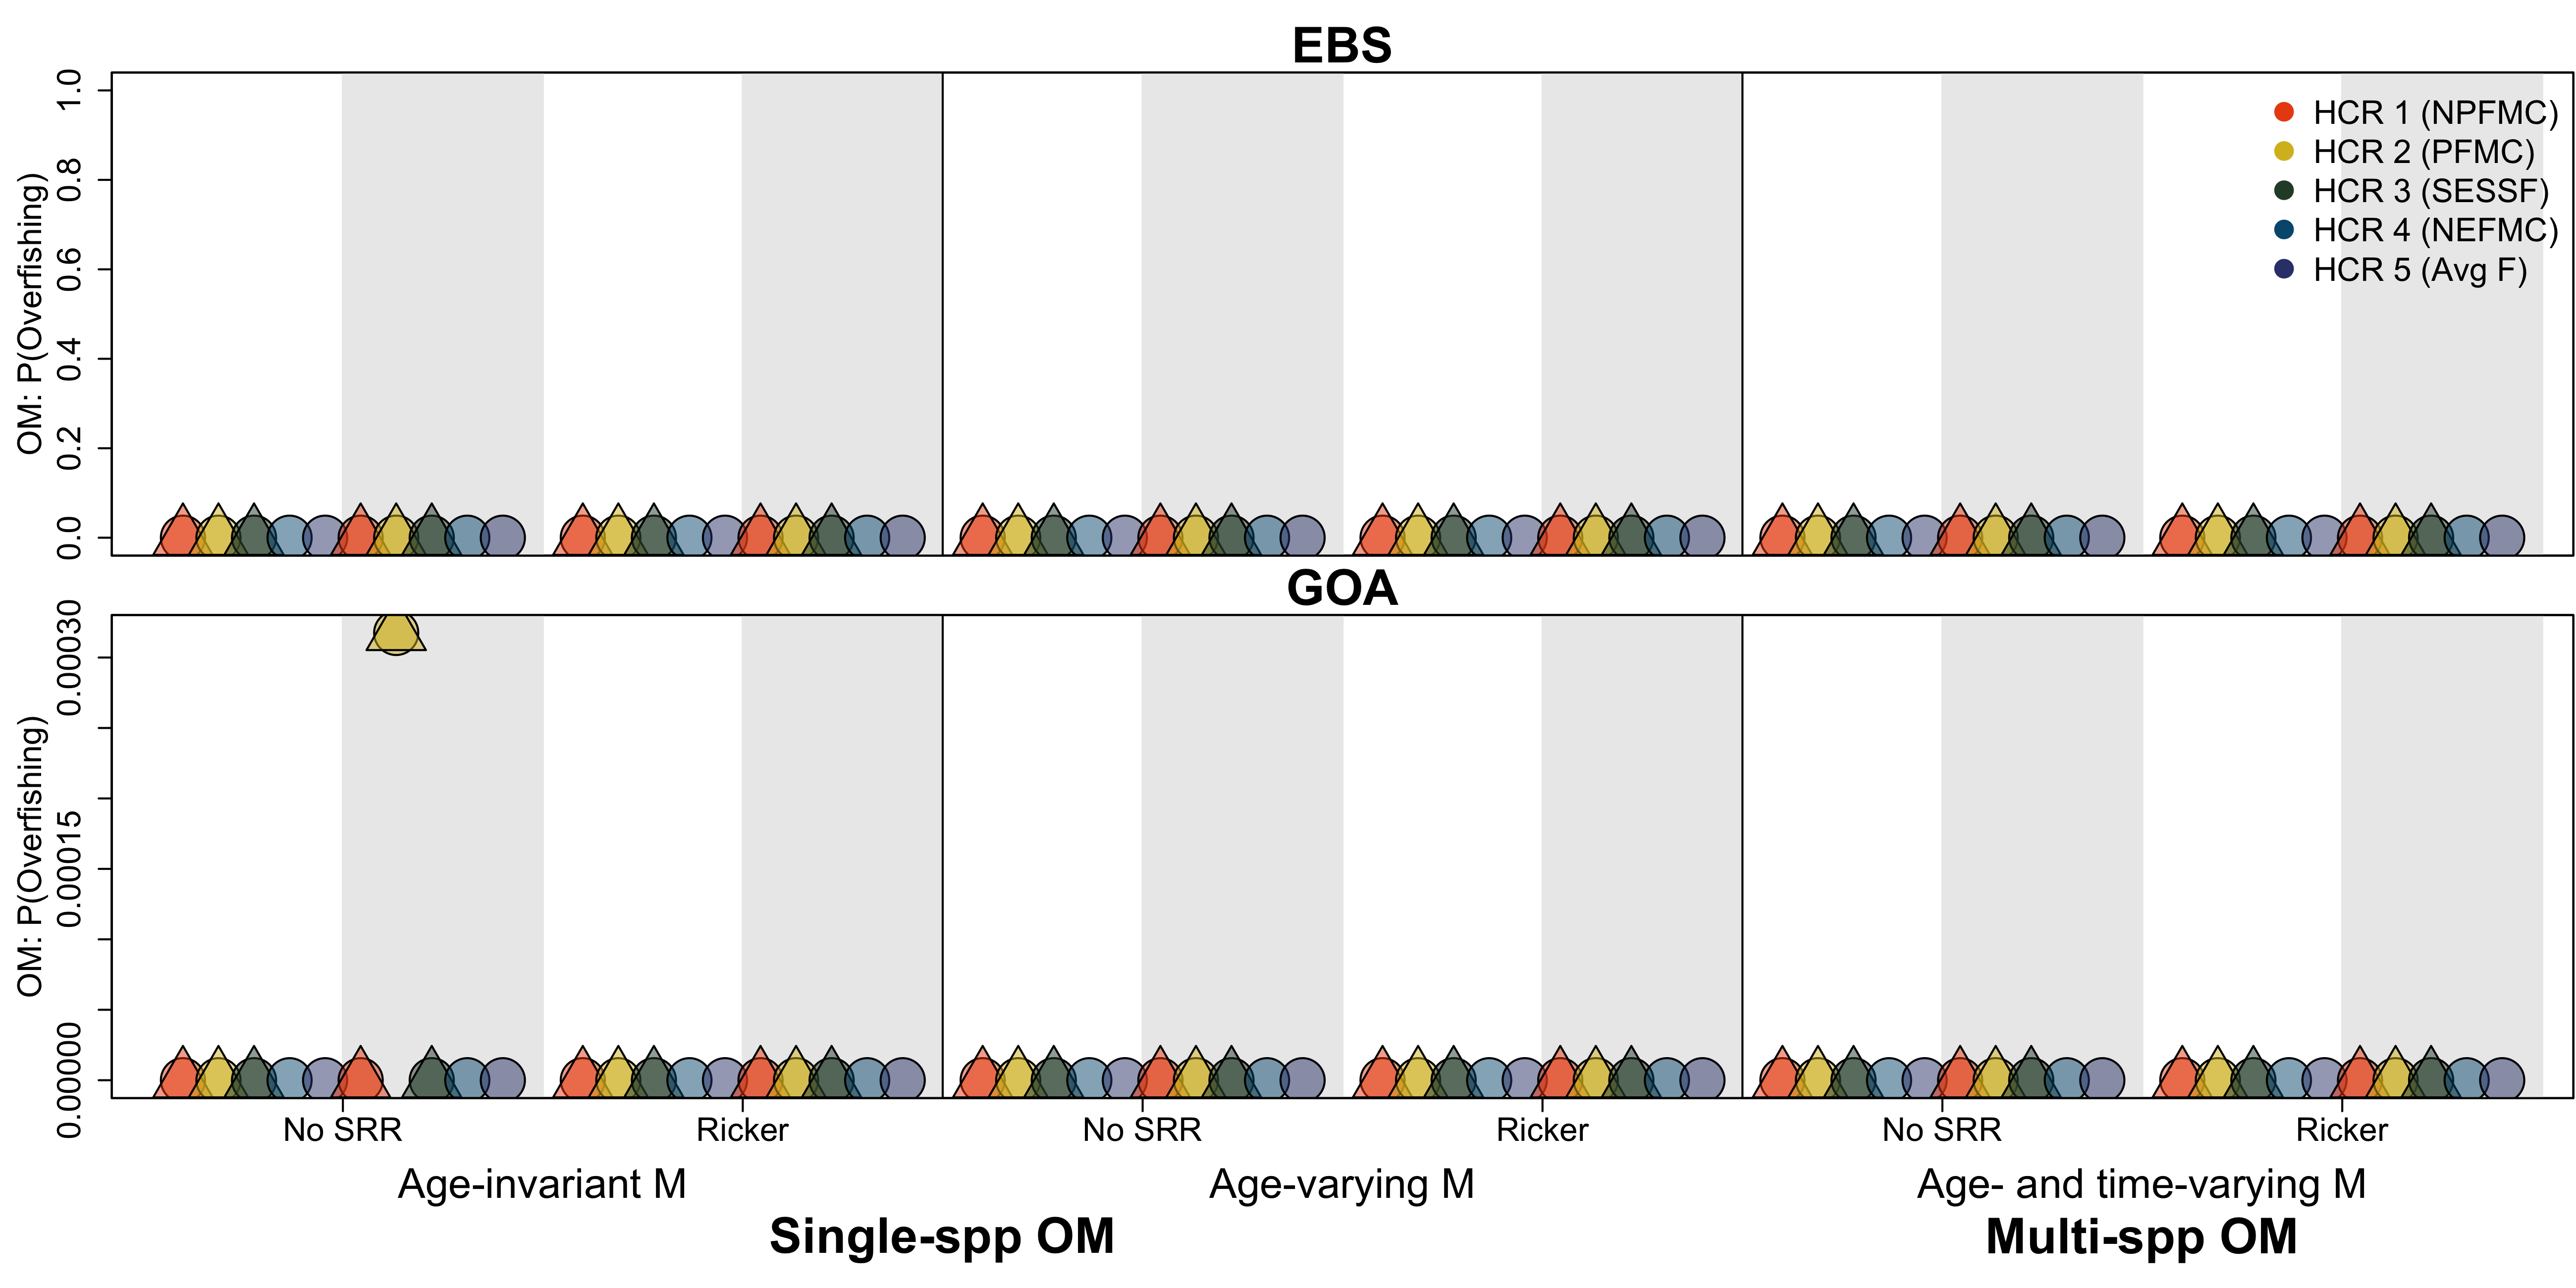 EBS
OM: P(Overfishing)
1.0
0.8
0.6
0.4
0.2
0.0
HCR 1 (NPFMC)
HCR 2 (PFMC)
HCR 3 (SESSF)
HCR 4 (NEFMC)
HCR 5 (Avg F)
GOA
OM: P(Overfishing)
0.00030
0.00015
0.00000
No SRR Ricker No SRR Ricker No SRR Ricker
Age-invariant M Age-varying M Age- and time-varying M
Single-spp OM Multi-spp OM